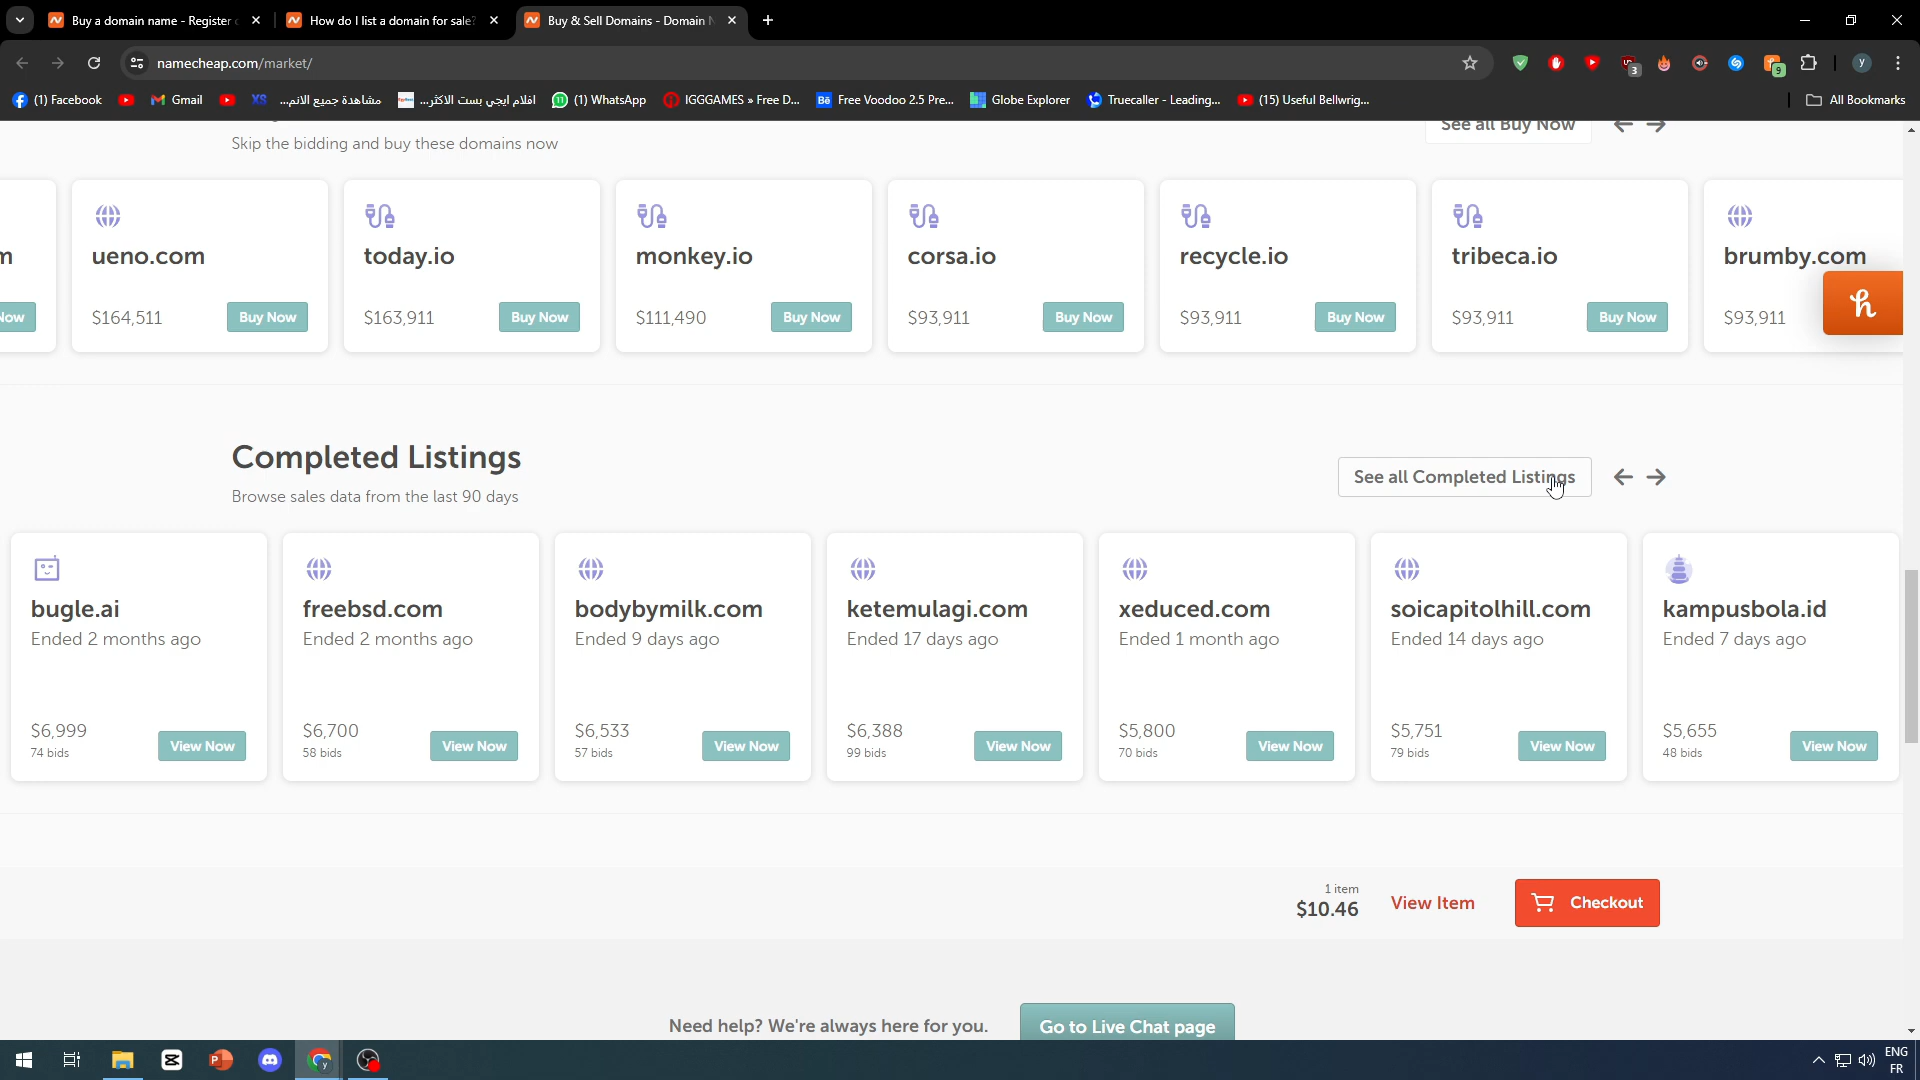 Buy a domain name - Register
How do I list a domain for sale?
Buy & Sell Domains - Domain
namecheap.com/market/
3
9
y
(1) Facebook
Gmail
XS
مشاهدة جميع الانم...
افلام ايجي بست الاكثر...
(1) WhatsApp
IGGGAMES » Free D...
Free Voodoo 2.5 Pre...
Globe Explorer
Truecaller - Leading...
(15) Useful Bellwrig...
All Bookmarks
See all Buy Now
Skip the bidding and buy these domains now
ueno.com
today.io
monkey.io
corsa.io
recycle.io
tribeca.io
brumby.com
$164,511
Buy Now
$163,911
Buy Now
$111,490
Buy Now
$93,911
Buy Now
$93,911
Buy Now
$93,911
Buy Now
$93,911
Completed Listings
See all Completed Listings
Browse sales data from the last 90 days
bugle.ai
Ended 2 months ago
$6,999
74 bids
View Now
freebsd.com
Ended 2 months ago
$6,700
58 bids
View Now
bodybymilk.com
Ended 9 days ago
$6,533
57 bids
View Now
ketemulagi.com
Ended 17 days ago
$6,388
99 bids
View Now
xeduced.com
Ended 1 month ago
$5,800
70 bids
View Now
soicapitolhill.com
Ended 14 days ago
$5,751
79 bids
View Now
kampusbola.id
Ended 7 days ago
$5,655
48 bids
View Now
1 item
$10.46
View Item
Checkout
Need help? We're always here for you.
Go to Live Chat page
ENG
FR